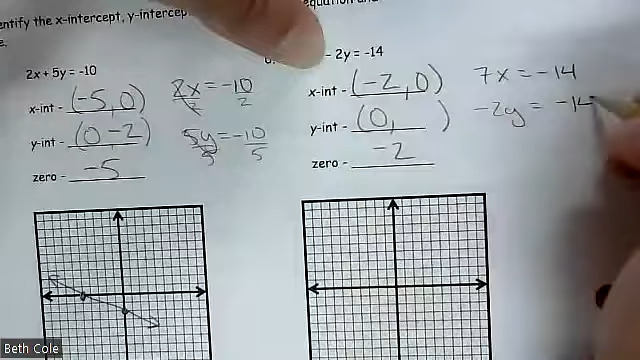 entify the x-intercept, y-intercep
equation and
e.
2x + 5y = -10
x-int - (-5, 0)
y-int - (0 -2)
zero - -5
2x = -10
2 2
5y = -10
5 5
- 2y = -14
x-int - (-2, 0)
y-int - (0, )
zero - -2
7x = -14
-2y = -14
Beth Cole